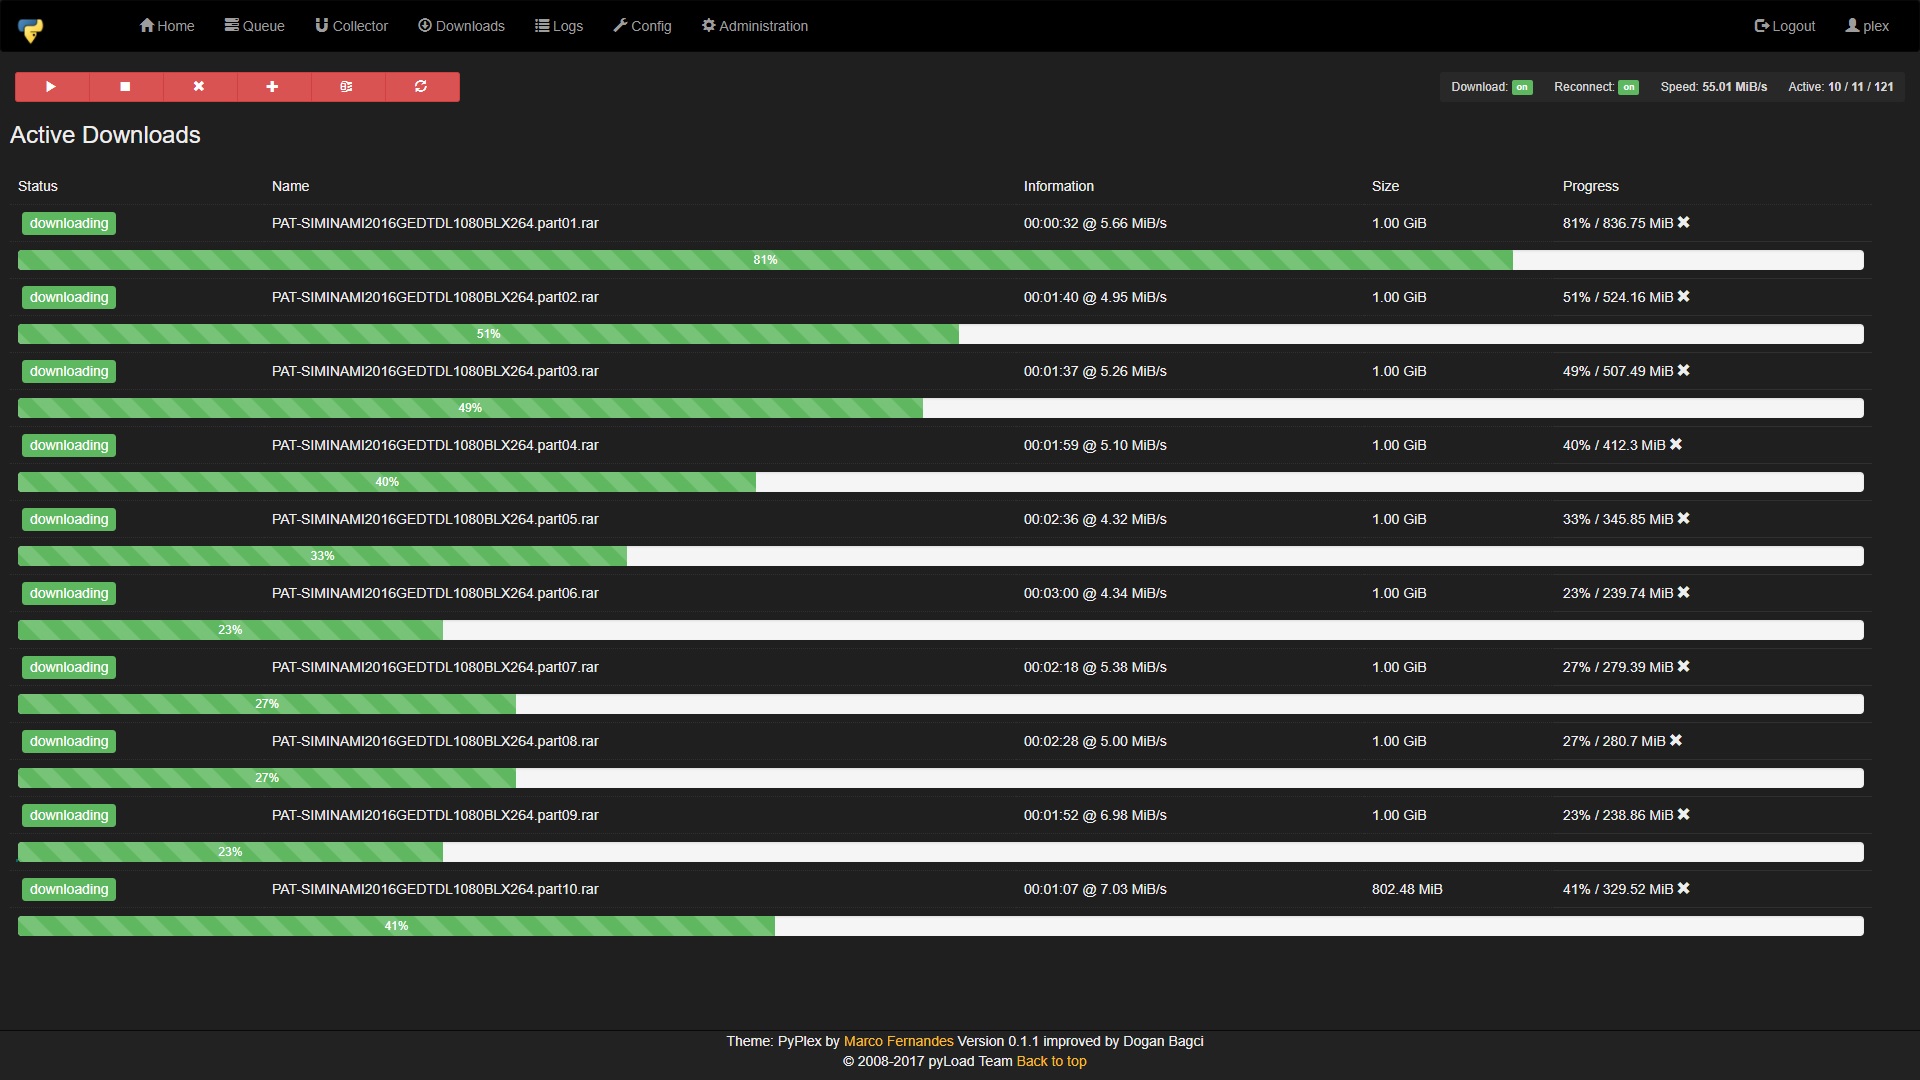 Home Queue Collector Downloads Logs Config Administration Logout plex
Download: on Reconnect: on Speed: 55.01 MiB/s Active: 10 / 11 / 121
Active Downloads
Status Name Information Size Progress
downloading PAT-SIMINAMI2016GEDTDL1080BLX264.part01.rar 00:00:32 @ 5.66 MiB/s 1.00 GiB 81% / 836.75 MiB
81%
downloading PAT-SIMINAMI2016GEDTDL1080BLX264.part02.rar 00:01:40 @ 4.95 MiB/s 1.00 GiB 51% / 524.16 MiB
51%
downloading PAT-SIMINAMI2016GEDTDL1080BLX264.part03.rar 00:01:37 @ 5.26 MiB/s 1.00 GiB 49% / 507.49 MiB
49%
downloading PAT-SIMINAMI2016GEDTDL1080BLX264.part04.rar 00:01:59 @ 5.10 MiB/s 1.00 GiB 40% / 412.3 MiB
40%
downloading PAT-SIMINAMI2016GEDTDL1080BLX264.part05.rar 00:02:36 @ 4.32 MiB/s 1.00 GiB 33% / 345.85 MiB
33%
downloading PAT-SIMINAMI2016GEDTDL1080BLX264.part06.rar 00:03:00 @ 4.34 MiB/s 1.00 GiB 23% / 239.74 MiB
23%
downloading PAT-SIMINAMI2016GEDTDL1080BLX264.part07.rar 00:02:18 @ 5.38 MiB/s 1.00 GiB 27% / 279.39 MiB
27%
downloading PAT-SIMINAMI2016GEDTDL1080BLX264.part08.rar 00:02:28 @ 5.00 MiB/s 1.00 GiB 27% / 280.7 MiB
27%
downloading PAT-SIMINAMI2016GEDTDL1080BLX264.part09.rar 00:01:52 @ 6.98 MiB/s 1.00 GiB 23% / 238.86 MiB
23%
downloading PAT-SIMINAMI2016GEDTDL1080BLX264.part10.rar 00:01:07 @ 7.03 MiB/s 802.48 MiB 41% / 329.52 MiB
41%
Theme: PyPlex by Marco Fernandes Version 0.1.1 improved by Dogan Bagci
© 2008-2017 pyLoad Team Back to top